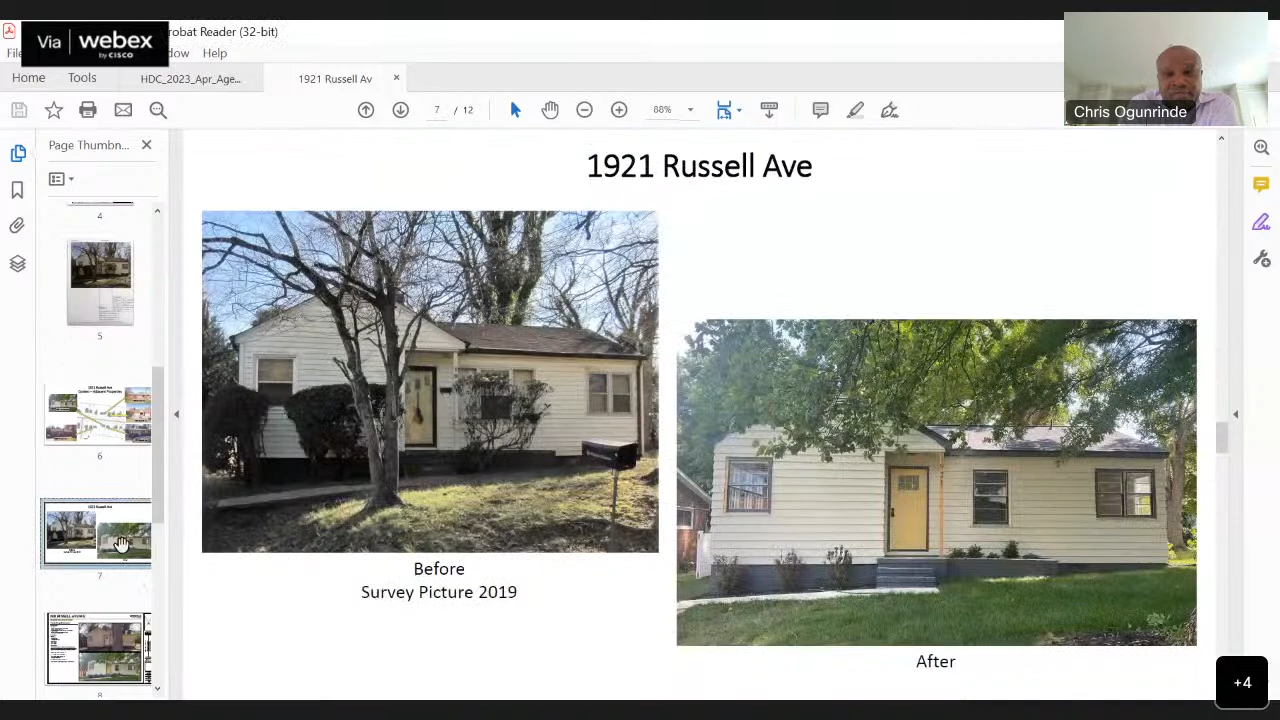 Via webex
by CISCO
robat Reader (32-bit)
File
dow Help
Home Tools HDC_2023_Apr_Age... 1921 Russell Av
7 / 12 88%
Chris Ogunrinde
Page Thumbn...
4
5
6
7
8
1921 Russell Ave
Before
Survey Picture 2019
After
+4